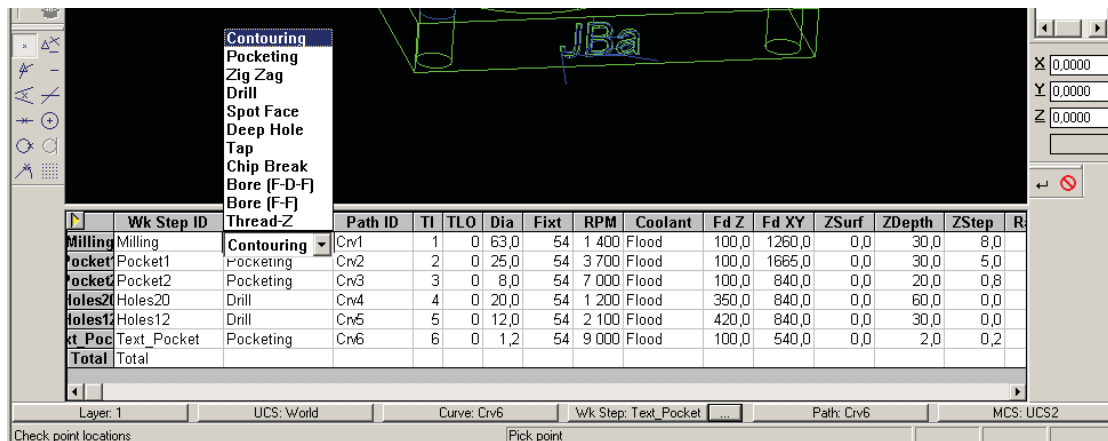 JBa
Contouring
Pocketing
Zig Zag
Drill
Spot Face
Deep Hole
Tap
Chip Break
Bore (F-D-F)
Bore (F-F)
Thread-Z
X 0,0000
Y 0,0000
Z 0,0000
Wk Step ID Path ID TI TLO Dia Fixt RPM Coolant Fd Z Fd XY ZSurf ZDepth ZStep
Milling Milling Contouring Crv1 1 0 63,0 54 1 400 Flood 100,0 1260,0 0,0 30,0 8,0
Pocket1 Pocket1 Pocketing Crv2 2 0 25,0 54 3 700 Flood 100,0 1665,0 0,0 30,0 5,0
Pocket2 Pocket2 Pocketing Crv3 3 0 8,0 54 7 000 Flood 100,0 840,0 0,0 20,0 0,8
Holes20 Holes20 Drill Crv4 4 0 20,0 54 1 200 Flood 350,0 840,0 0,0 60,0 0,0
Holes12 Holes12 Drill Crv5 5 0 12,0 54 2 100 Flood 420,0 840,0 0,0 30,0 0,0
xt_Poc Text_Pocket Pocketing Crv6 6 0 1,2 54 9 000 Flood 100,0 540,0 0,0 2,0 0,2
Total Total
Layer: 1 UCS: World Curve: Crv6 Wk Step: Text_Pocket ... Path: Crv6 MCS: UCS2
Check point locations Pick point